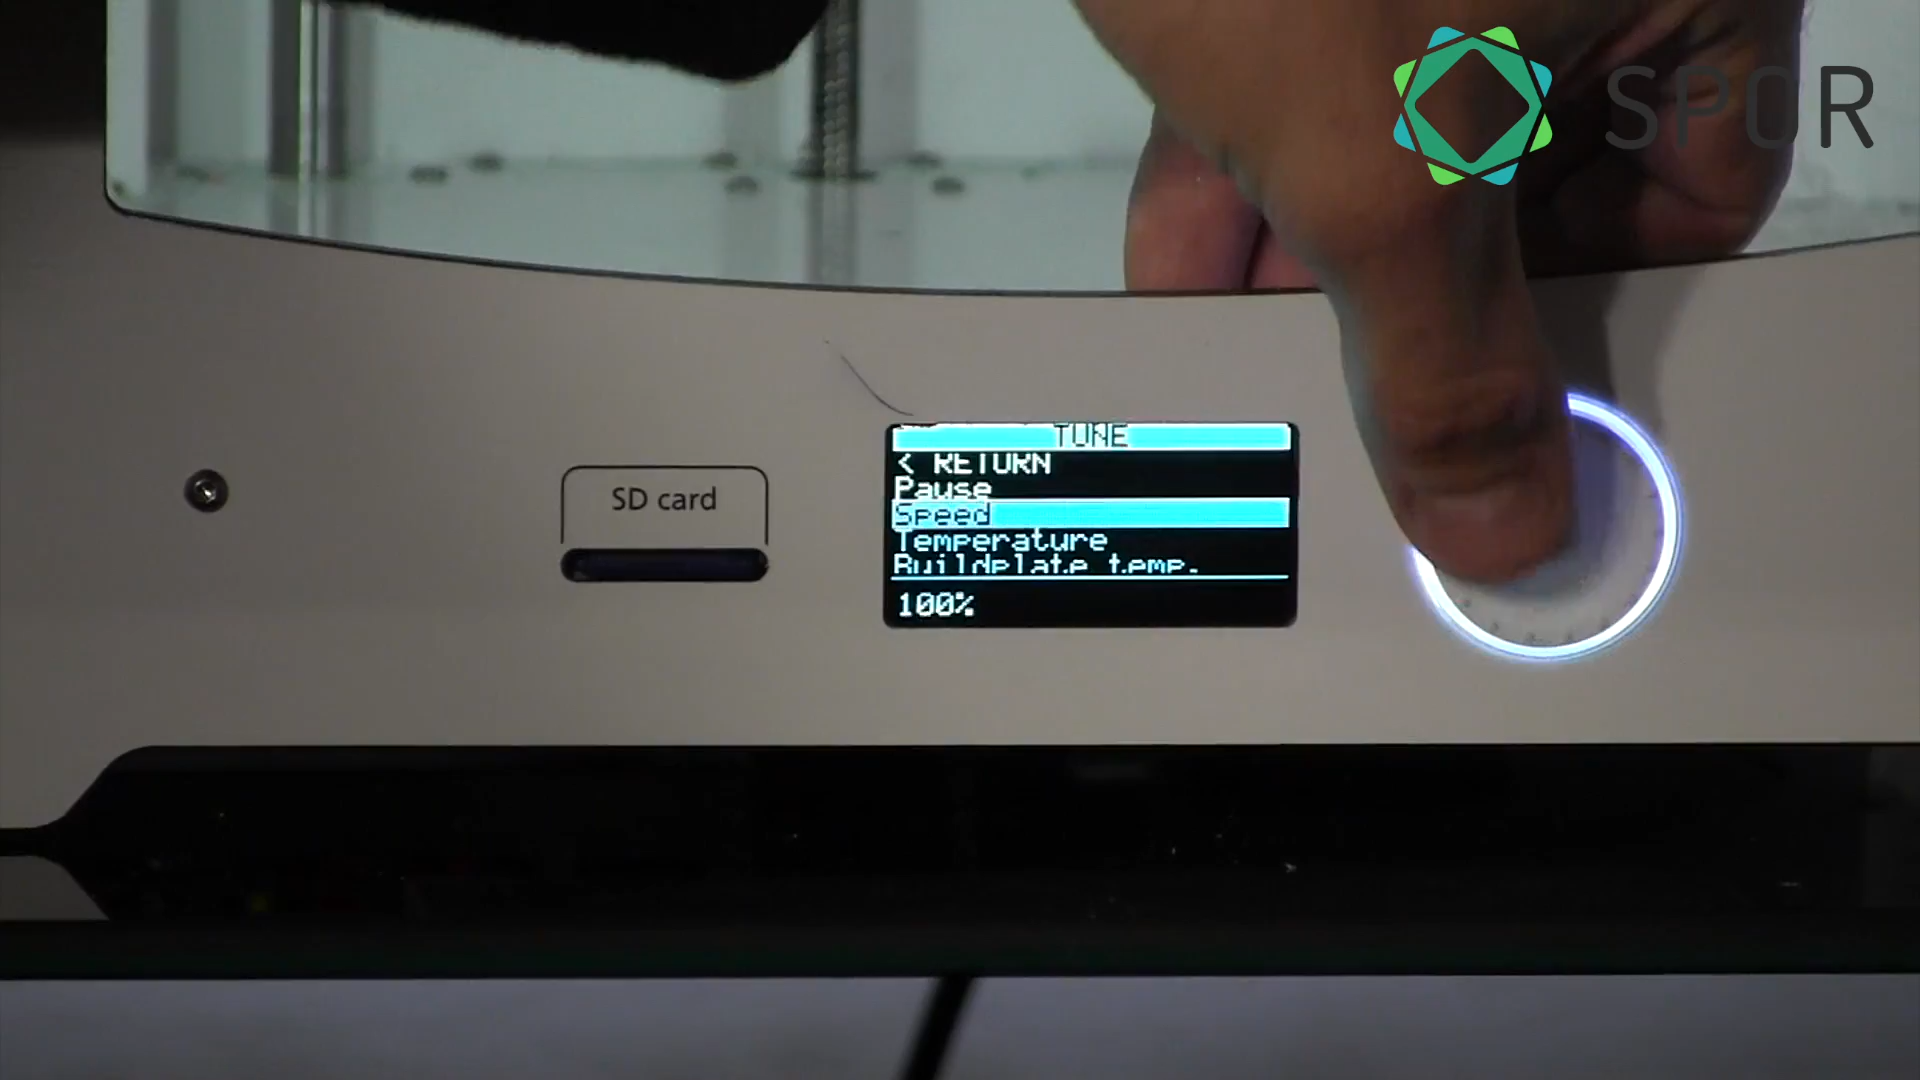 SPOR
SD card
TUNE
< RETURN
Pause
Speed
Temperature
Buildplate temp.
100%